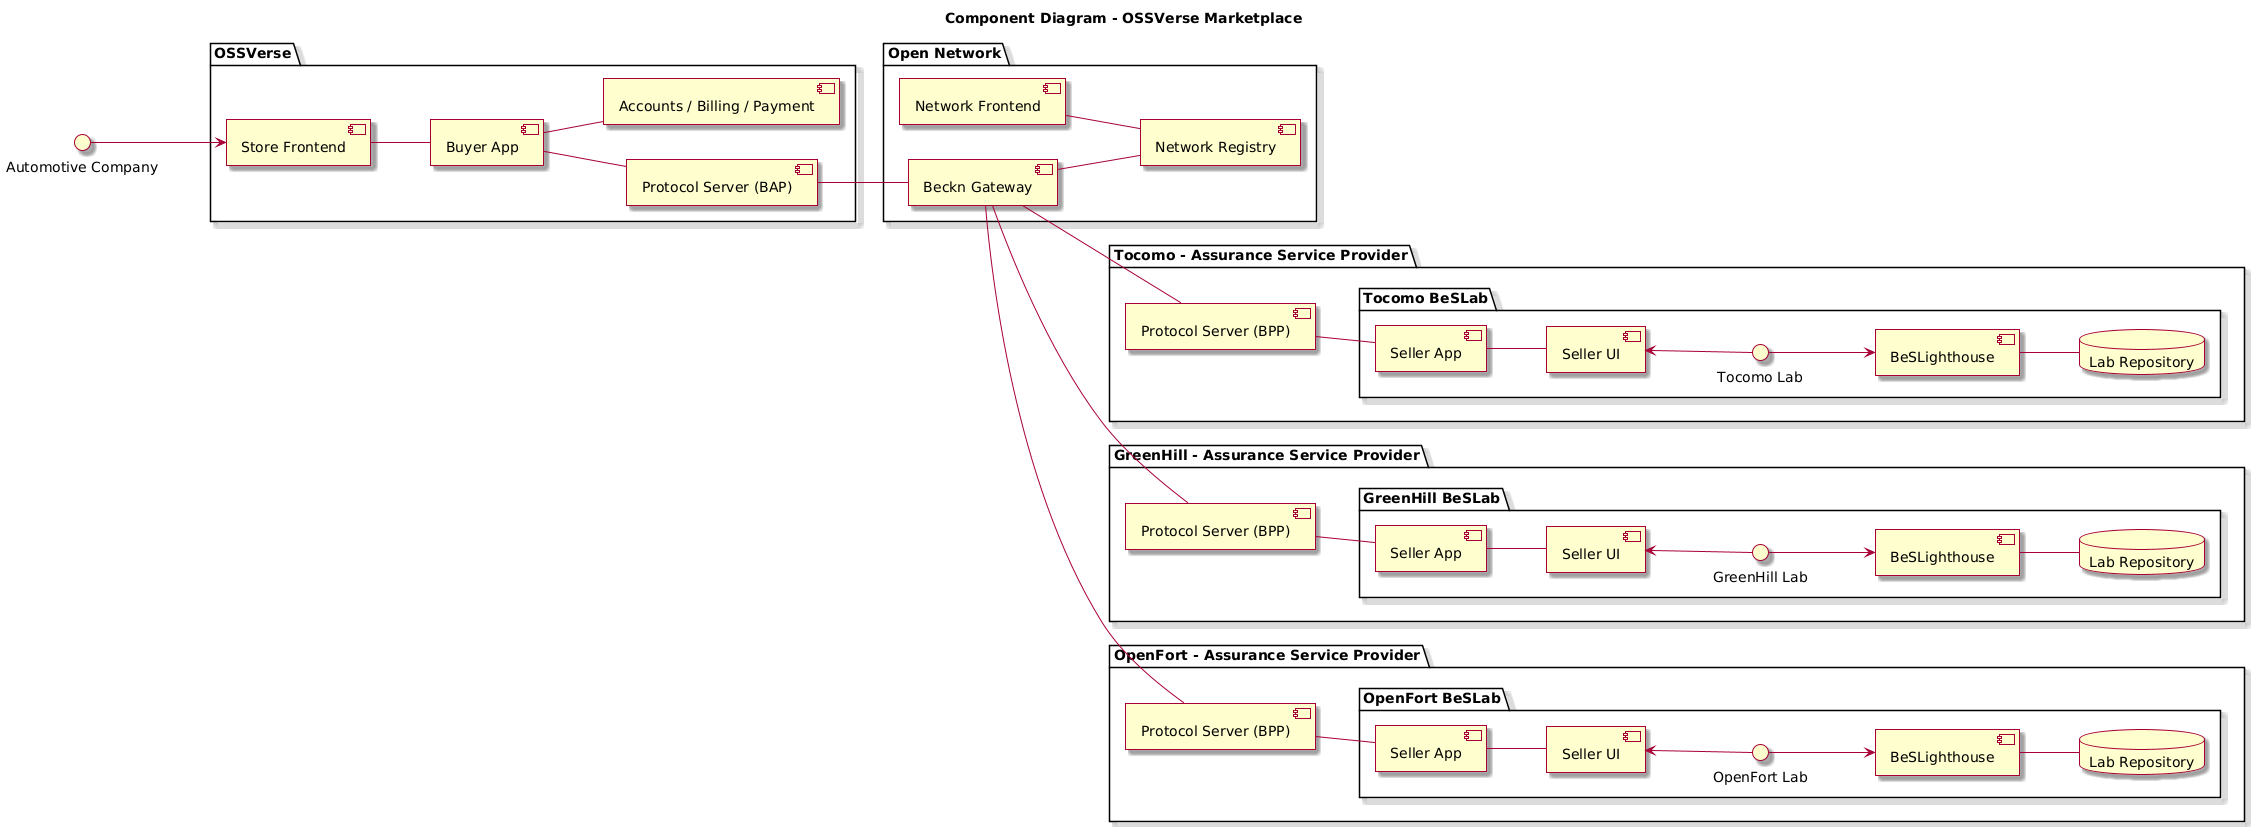 Component Diagram - OSSVerse Marketplace
OSSVerse
Open Network
Accounts / Billing / Payment
Network Frontend
Automotive Company
Store Frontend
Buyer App
Network Registry
Protocol Server (BAP)
Beckn Gateway
Tocomo - Assurance Service Provider
Tocomo BeSLab
Protocol Server (BPP)
Seller App
Seller UI
Tocomo Lab
BeSLighthouse
Lab Repository
GreenHill - Assurance Service Provider
GreenHill BeSLab
Protocol Server (BPP)
Seller App
Seller UI
GreenHill Lab
BeSLighthouse
Lab Repository
OpenFort - Assurance Service Provider
OpenFort BeSLab
Protocol Server (BPP)
Seller App
Seller UI
OpenFort Lab
BeSLighthouse
Lab Repository